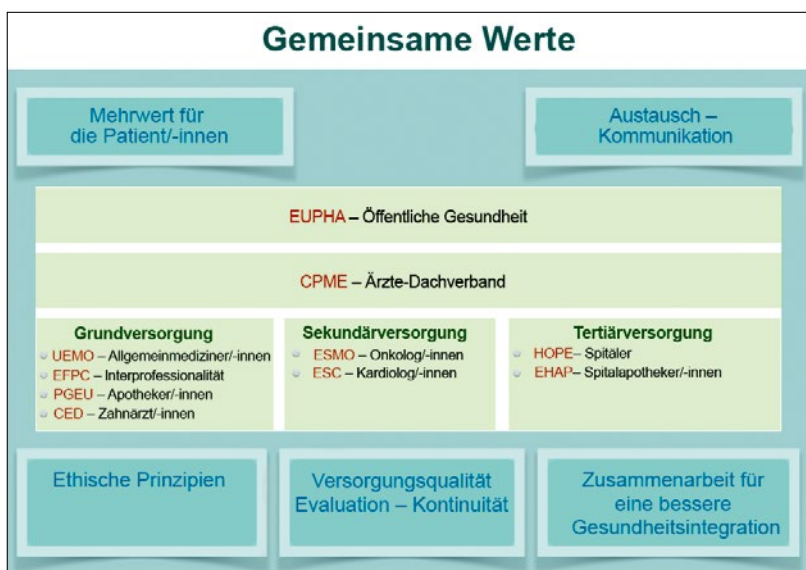 Gemeinsame Werte
Mehrwert für
die Patient/-innen
Austausch –
Kommunikation
EUPHA – Öffentliche Gesundheit
CPME – Ärzte-Dachverband
Grundversorgung
UEMO – Allgemeinmediziner/-innen
EFPC – Interprofessionalität
PGEU – Apotheker/-innen
CED – Zahnärzt/-innen
Sekundärversorgung
ESMO – Onkolog/-innen
ESC – Kardiolog/-innen
Tertiärversorgung
HOPE – Spitäler
EHAP– Spitalapotheker/-innen
Ethische Prinzipien
Versorgungsqualität
Evaluation – Kontinuität
Zusammenarbeit für
eine bessere
Gesundheitsintegration